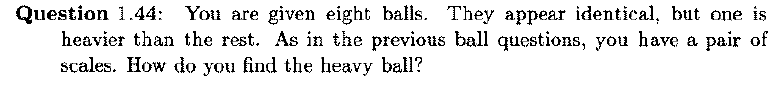 Question 1.44: You are given eight balls. They appear identical, but one is
heavier than the rest. As in the previous ball questions, you have a pair of
scales. How do you find the heavy ball?